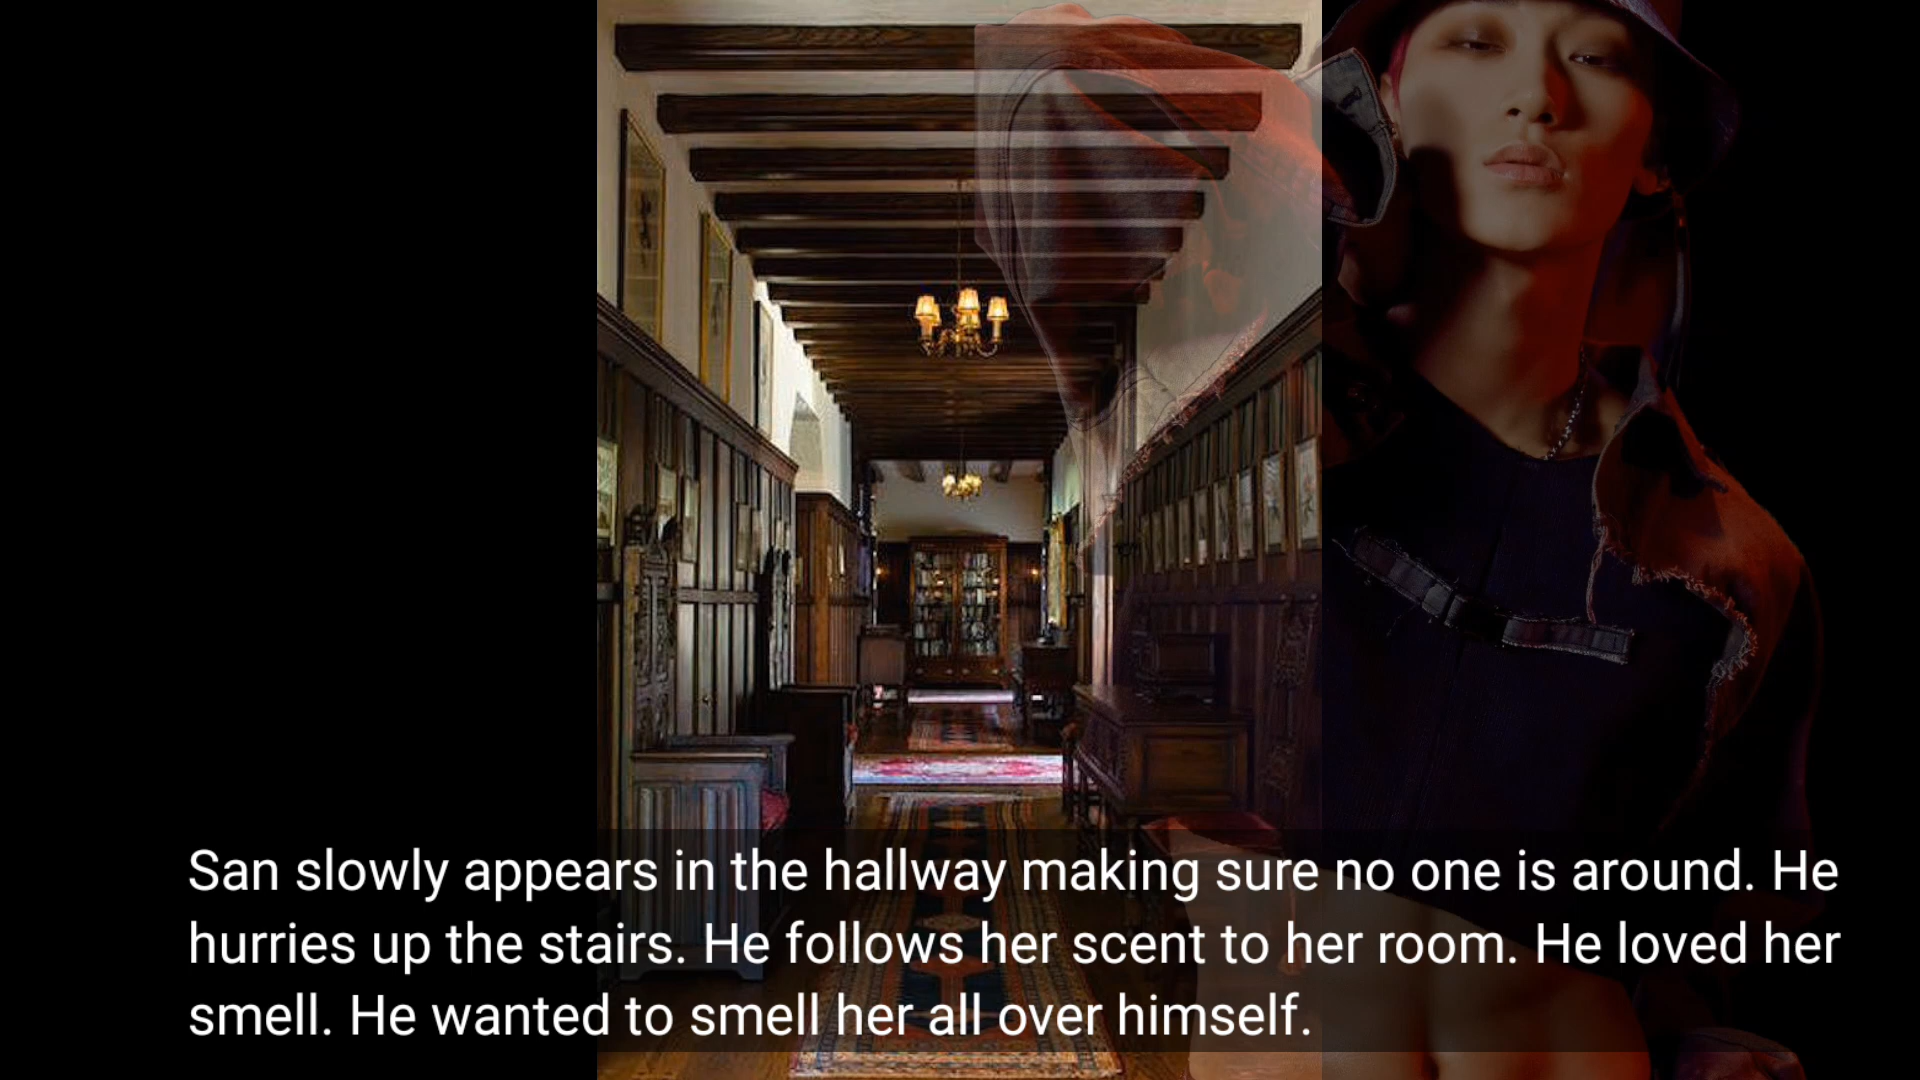 San slowly appears in the hallway making sure no one is around. He
hurries up the stairs. He follows her scent to her room. He loved her
smell. He wanted to smell her all over himself.